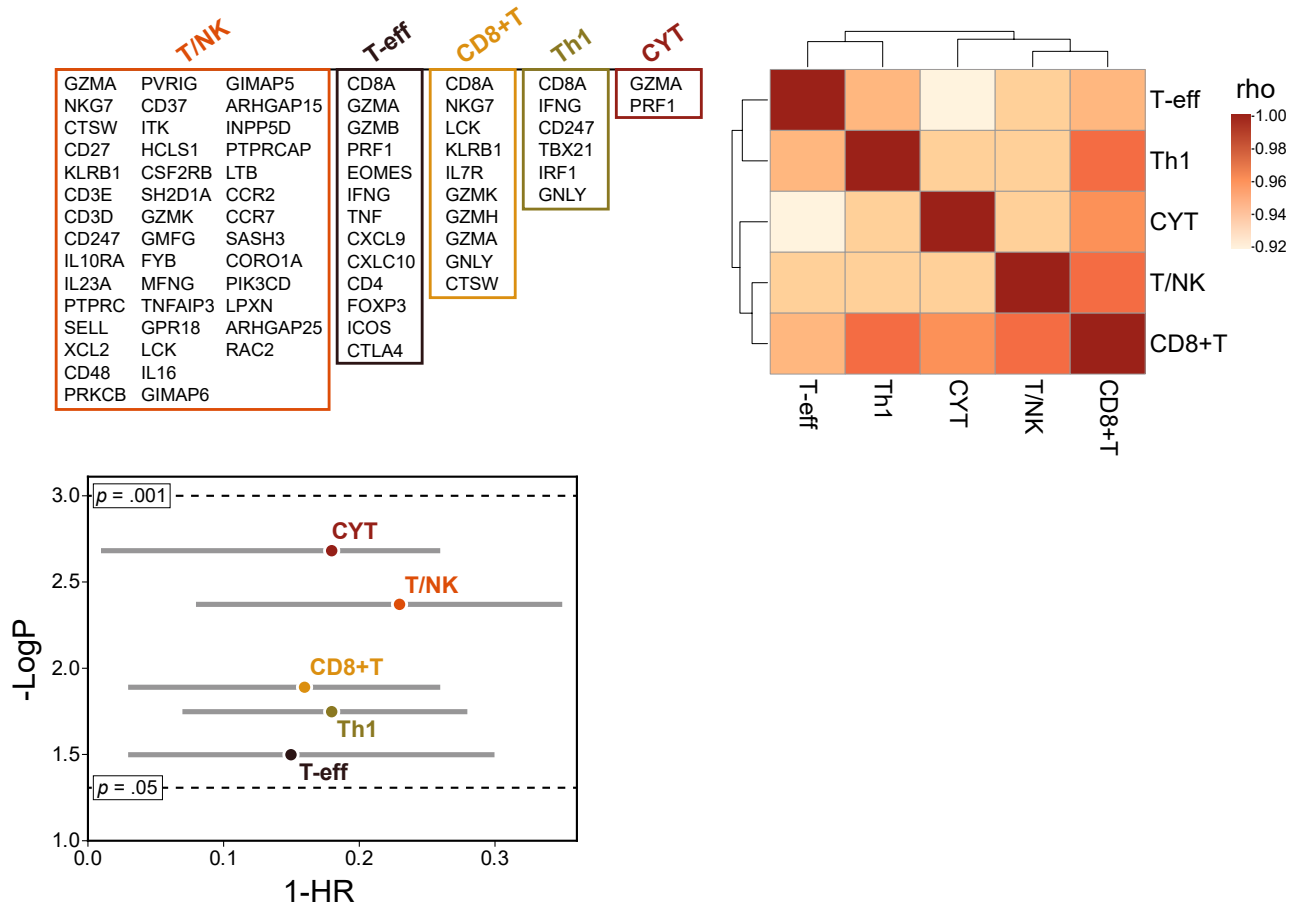 T/NK T-eff CD8+T Th1 CYT
GZMA PVRIG GIMAP5 CD8A CD8A CD8A GZMA
NKG7 CD37 ARHGAP15 GZMA NKG7 IFNG PRF1
CTSW ITK INPP5D GZMB LCK CD247
CD27 HCLS1 PTPRCAP PRF1 KLRB1 TBX21
KLRB1 CSF2RB LTB EOMES IL7R IRF1
CD3E SH2D1A CCR2 IFNG GZMK GNLY
CD3D GZMK CCR7 TNF GZMH
CD247 GMFG SASH3 CXCL9 GZMA
IL10RA FYB CORO1A CXLC10 GNLY
IL23A MFNG PIK3CD CD4 CTSW
PTPRC TNFAIP3 LPXN FOXP3
SELL GPR18 ARHGAP25 ICOS
XCL2 LCK RAC2 CTLA4
CD48 IL16
PRKCB GIMAP6
rho
1.00
0.98
0.96
0.94
0.92
T-eff
Th1
CYT
T/NK
CD8+T
T-eff Th1 CYT T/NK CD8+T
-LogP
3.0
2.5
2.0
1.5
1.0
p = .001
CYT
T/NK
CD8+T
Th1
T-eff
p = .05
0.0 0.1 0.2 0.3
1-HR